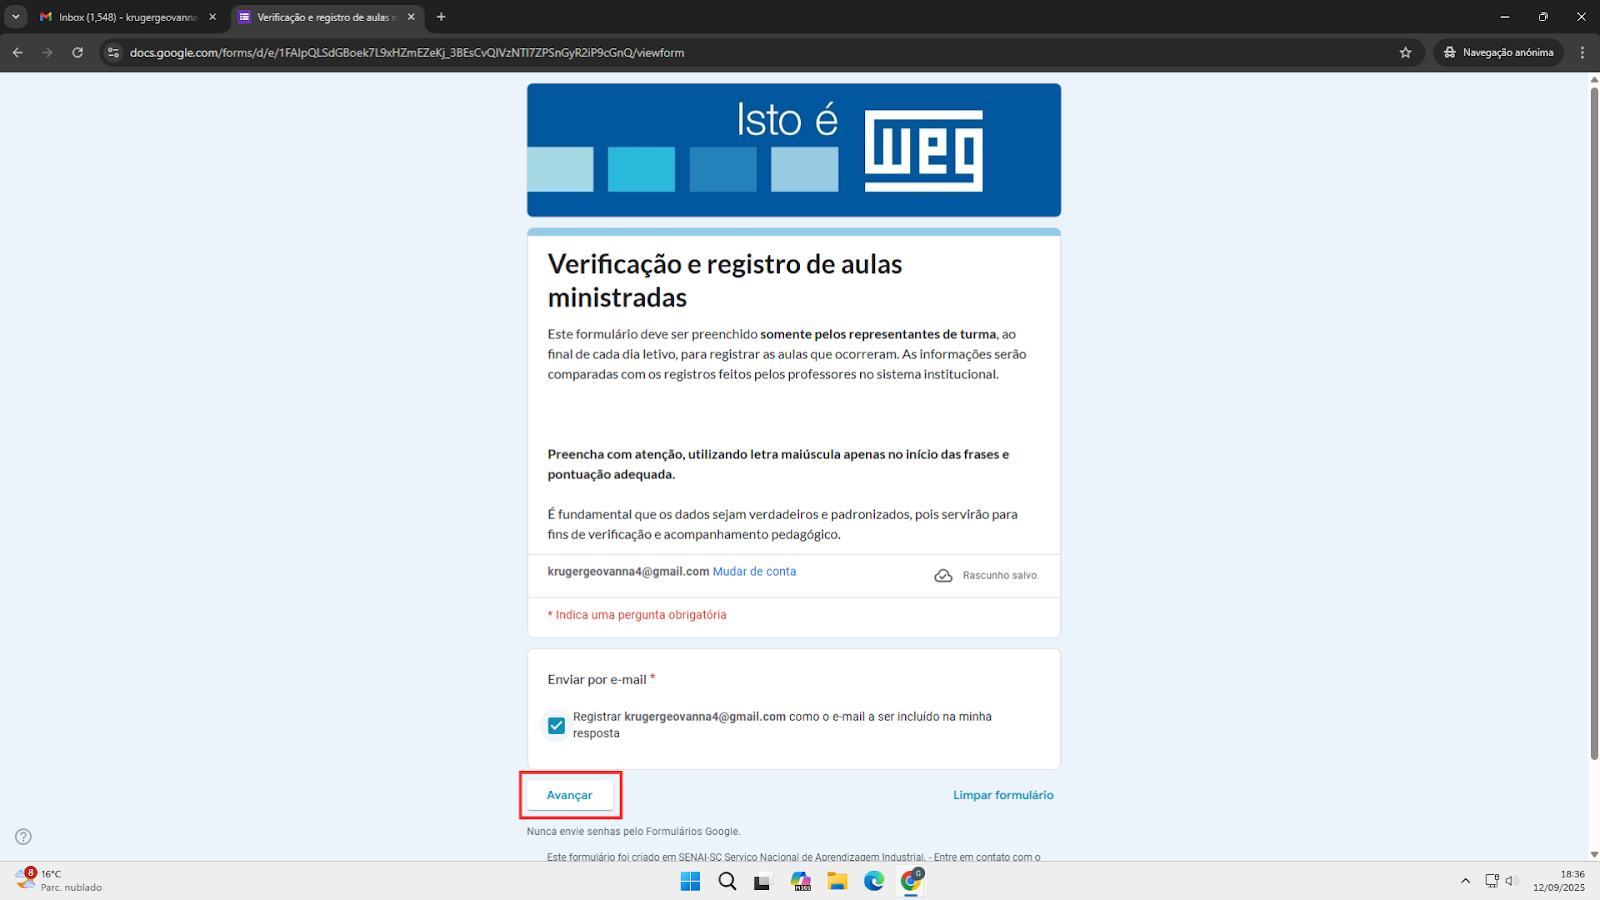 Inbox (1,548) - krugergeovanna
Verificação e registro de aulas n
docs.google.com/forms/d/e/1FAIpQLSdGBoek7L9xHZmEZeKj_3BEsCvQIVzNTI7ZPSnGyR2iP9cGnQ/viewform
Navegação anónima
Isto é
weg
Verificação e registro de aulas
ministradas
Este formulário deve ser preenchido somente pelos representantes de turma, ao
final de cada dia letivo, para registrar as aulas que ocorreram. As informações serão
comparadas com os registros feitos pelos professores no sistema institucional.
Preencha com atenção, utilizando letra maiúscula apenas no início das frases e
pontuação adequada.
É fundamental que os dados sejam verdadeiros e padronizados, pois servirão para
fins de verificação e acompanhamento pedagógico.
krugergeovanna4@gmail.com Mudar de conta
Rascunho salvo.
* Indica uma pergunta obrigatória
Enviar por e-mail *
Registrar krugergeovanna4@gmail.com como o e-mail a ser incluído na minha
resposta
Avançar
Limpar formulário
Nunca envie senhas pelo Formulários Google.
Este formulário foi criado em SENAI-SC Serviço Nacional de Aprendizagem Industrial. - Entre em contato com o
8
16°C
Parc. nublado
M365
G
18:36
12/09/2025